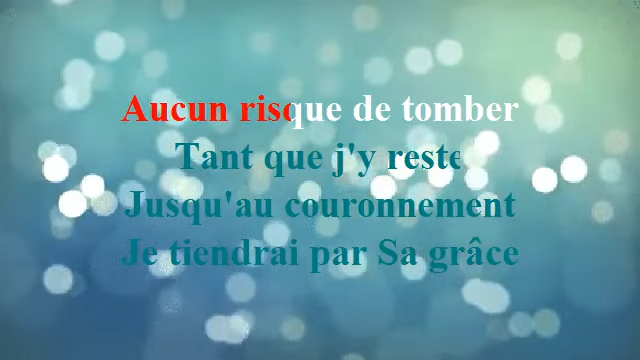 Aucun risque de tomber
Tant que j'y reste
Jusqu'au couronnement
Je tiendrai par Sa grâce